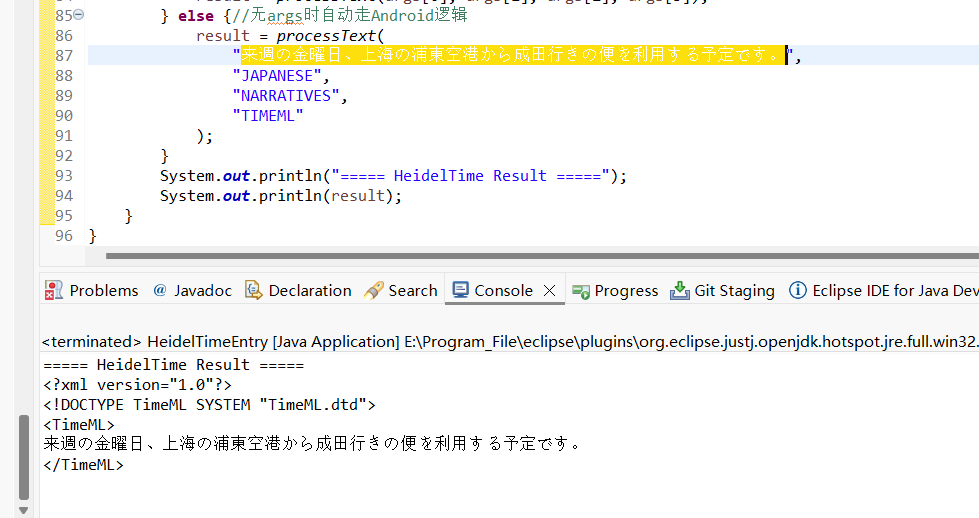 85 } else {//无args时自动走Android逻辑
86 result = processText(
87 "来週の金曜日、上海の浦東空港から成田行きの便を利用する予定です。",
88 "JAPANESE",
89 "NARRATIVES",
90 "TIMEML"
91 );
92 }
93 System.out.println("===== HeidelTime Result =====");
94 System.out.println(result);
95 }
96 }
Problems @ Javadoc Declaration Search Console Progress Git Staging Eclipse IDE for Java Dev
<terminated> HeidelTimeEntry [Java Application] E:\Program_File\eclipse\plugins\org.eclipse.justj.openjdk.hotspot.jre.full.win32.
===== HeidelTime Result =====
<?xml version="1.0"?>
<!DOCTYPE TimeML SYSTEM "TimeML.dtd">
<TimeML>
来週の金曜日、上海の浦東空港から成田行きの便を利用する予定です。
</TimeML>